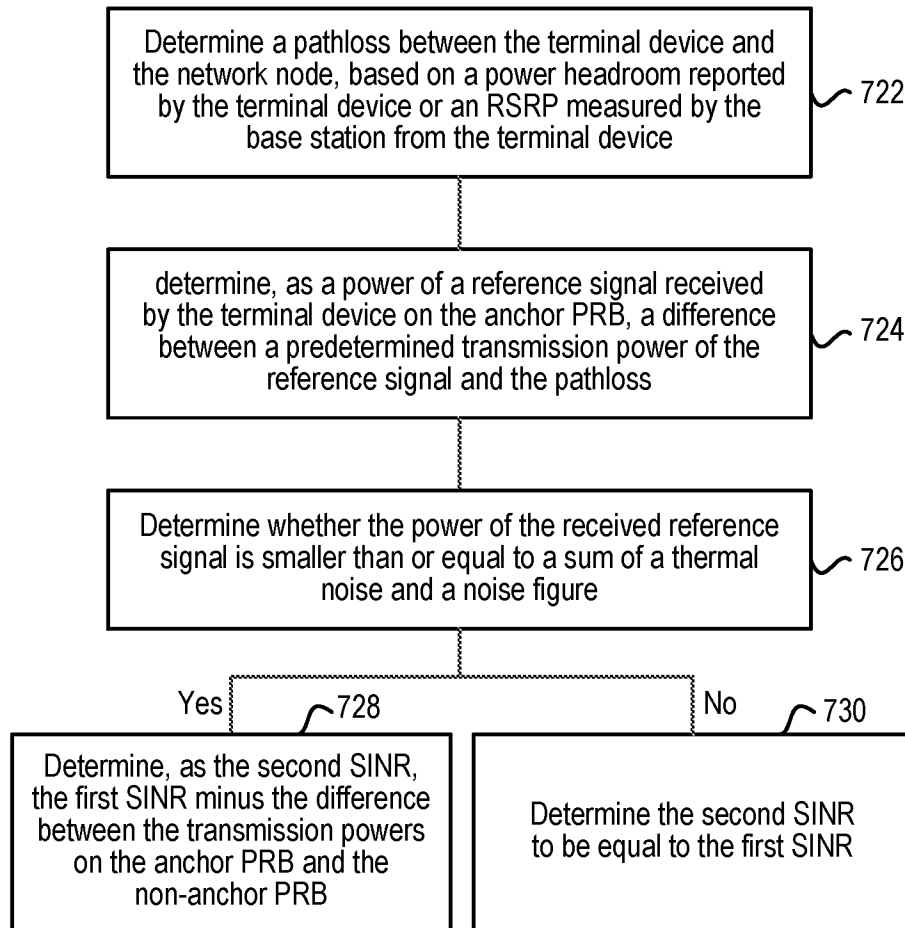 Determine a pathloss between the terminal device and
the network node, based on a power headroom reported
by the terminal device or an RSRP measured by the
base station from the terminal device
722
determine, as a power of a reference signal received
by the terminal device on the anchor PRB, a difference
between a predetermined transmission power of the
reference signal and the pathloss
724
Determine whether the power of the received reference
signal is smaller than or equal to a sum of a thermal
noise and a noise figure
726
Yes
728
No
730
Determine, as the second SINR,
the first SINR minus the difference
between the transmission powers
on the anchor PRB and the
non-anchor PRB
Determine the second SINR
to be equal to the first SINR